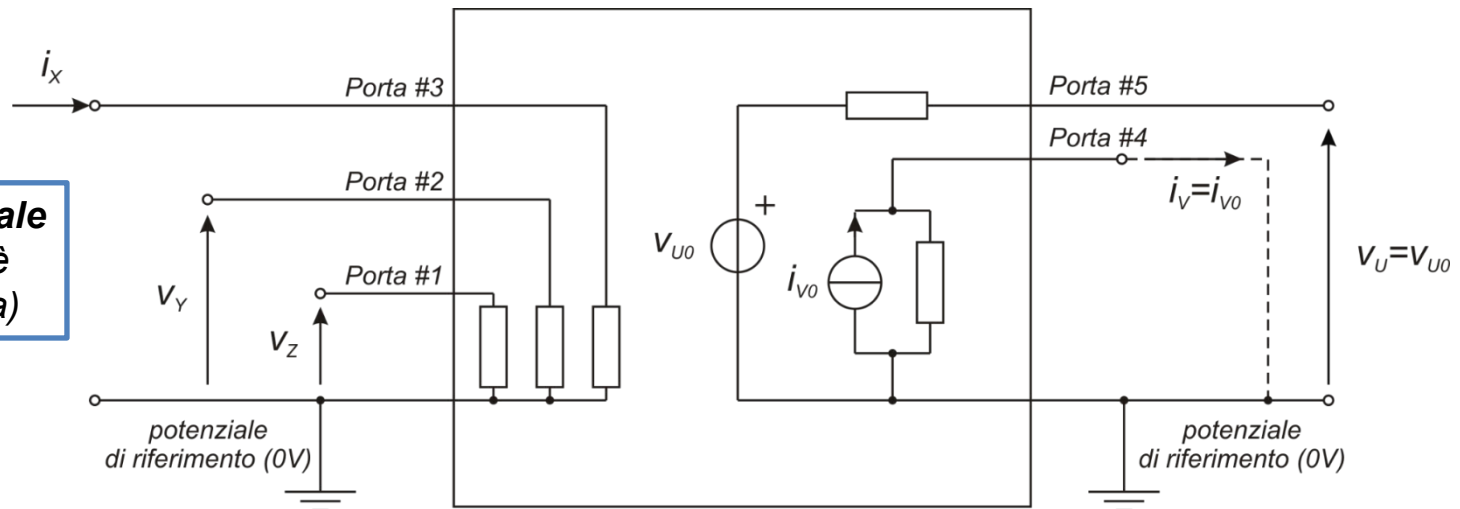 i_X
Porta #3
Porta #2
Porta #1
v_Y
v_Z
potenziale
di riferimento (0V)
è
Porta #5
Porta #4
+
v_U0
i_V0
i_V=i_V0
v_U=v_U0
potenziale
di riferimento (0V)